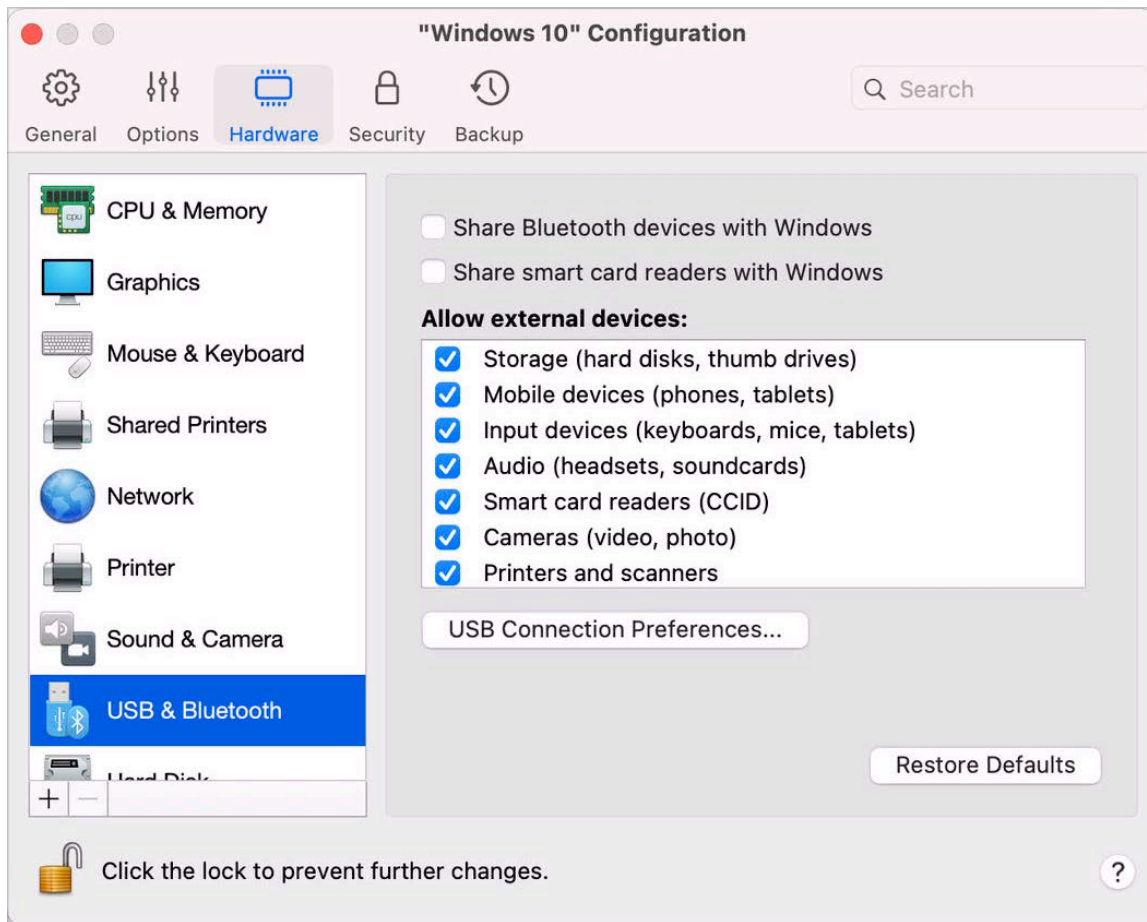 "Windows 10" Configuration
General
Options
Hardware
Security
Backup
Search
CPU & Memory
Graphics
Mouse & Keyboard
Shared Printers
Network
Printer
Sound & Camera
USB & Bluetooth
Hard Disk
Share Bluetooth devices with Windows
Share smart card readers with Windows
Allow external devices:
Storage (hard disks, thumb drives)
Mobile devices (phones, tablets)
Input devices (keyboards, mice, tablets)
Audio (headsets, soundcards)
Smart card readers (CCID)
Cameras (video, photo)
Printers and scanners
USB Connection Preferences...
Restore Defaults
Click the lock to prevent further changes.
?